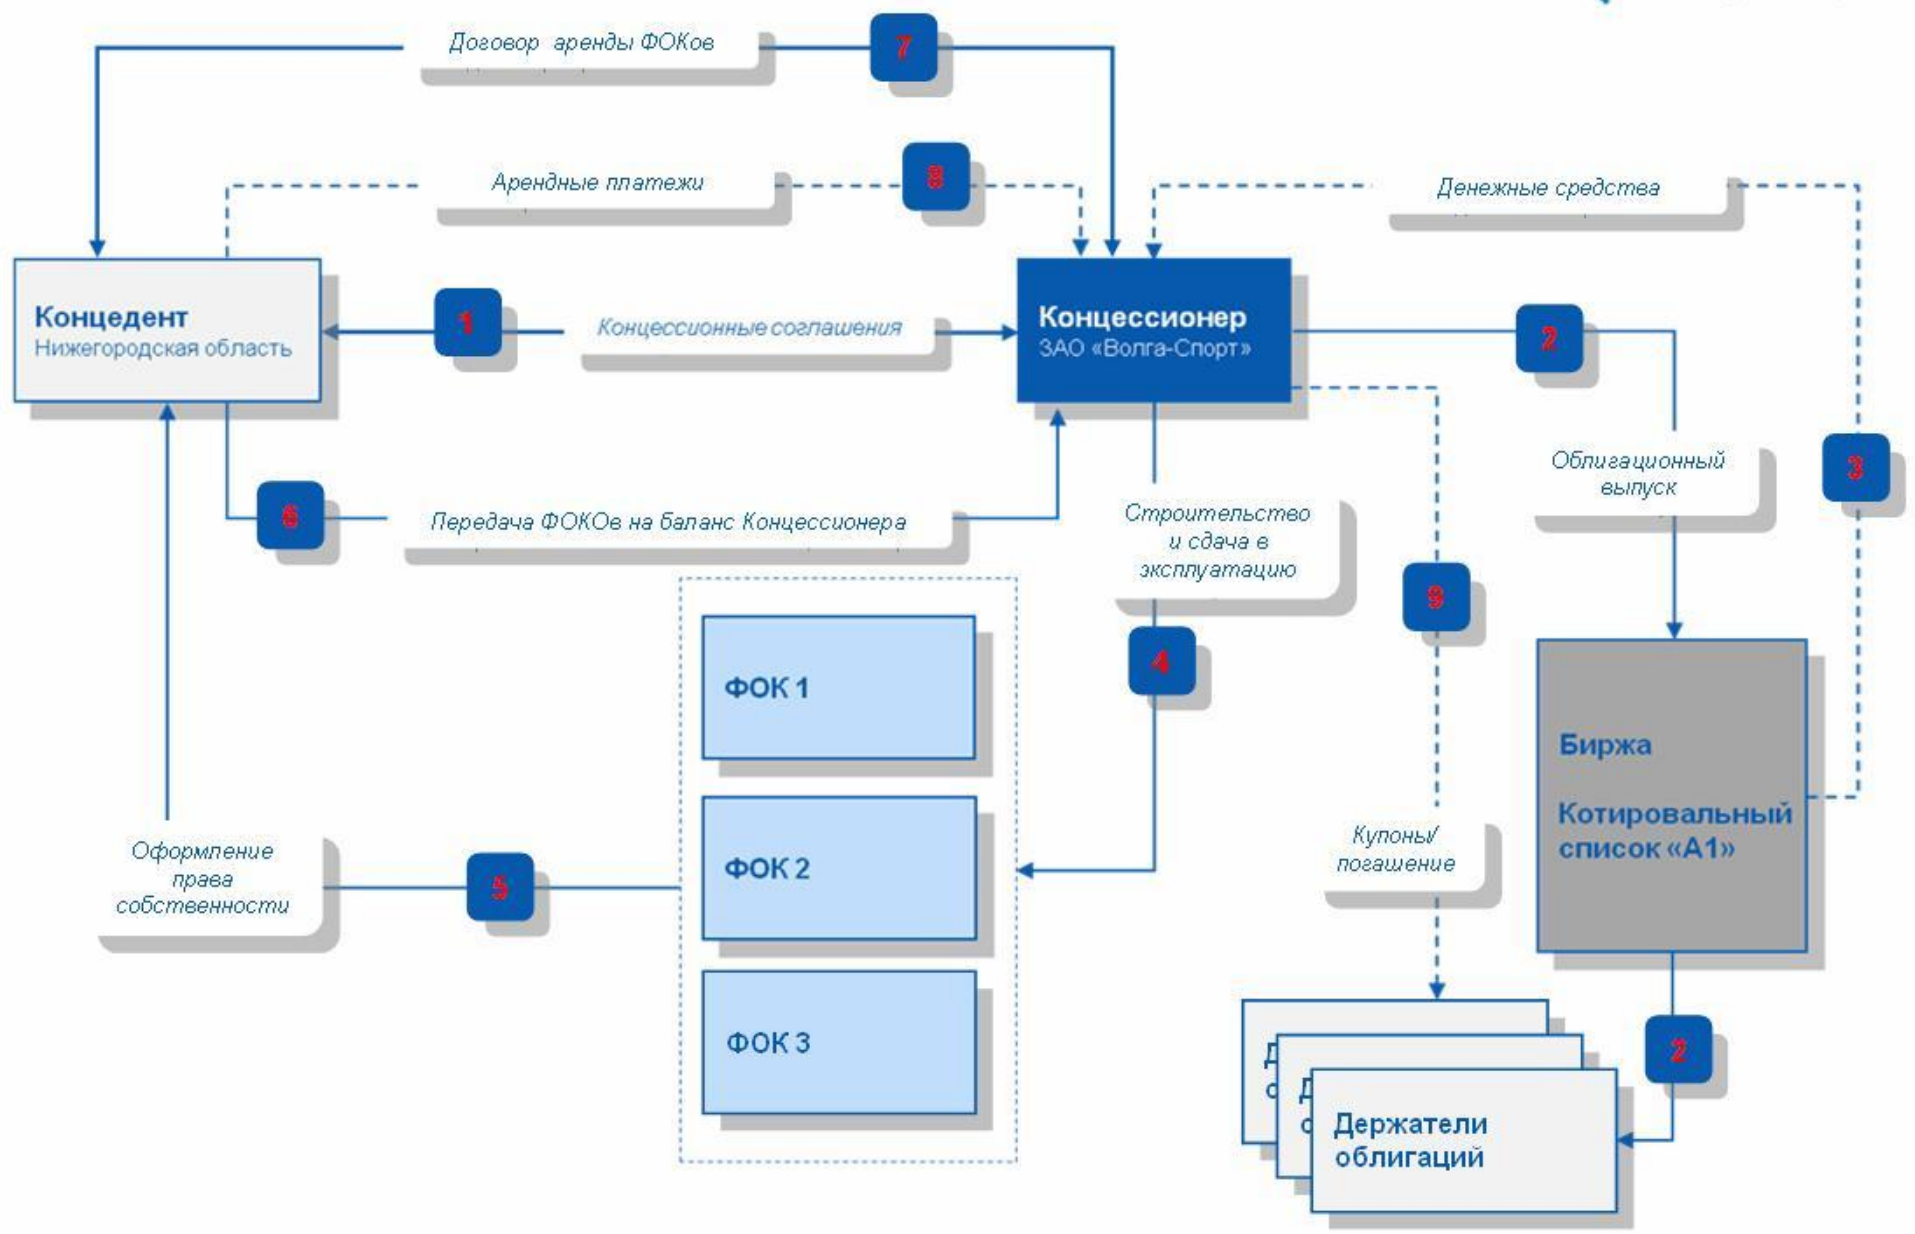 Договор аренды ФОКов
7
Арендные платежи
8
Денежные средства
Концедент
Нижегородская область
1
Концессионные соглашения
Концессионер
ЗАО «Волга-Спорт»
2
3
Облигационный
выпуск
6
Передача ФОКОв на баланс Концессионера
Строительство
и сдача в
эксплуатацию
9
4
ФОК 1
Биржа
Котировальный
список «А1»
Купоны/
погашение
Оформление
права
собственности
5
ФОК 2
ФОК 3
2
Д
о
Д
о
Держатели
облигаций